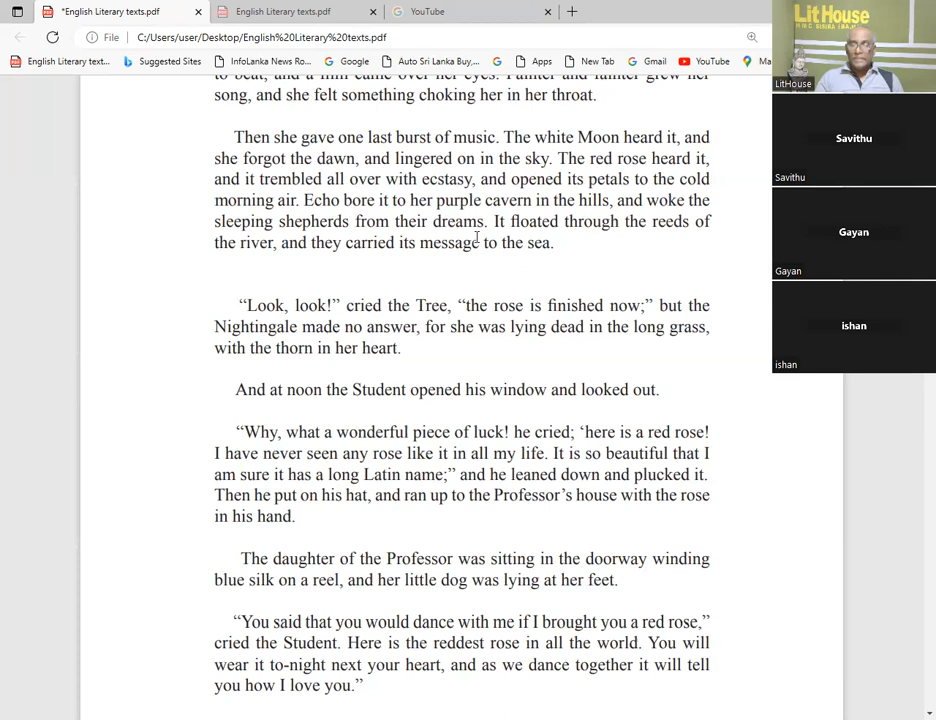 *English Literary texts.pdf
English Literary texts.pdf
YouTube
File
C:/Users/user/Desktop/English%20Literary%20texts.pdf
English Literary text...
Suggested Sites
InfoLanka News Ro...
Google
Auto Sri Lanka Buy,...
Apps
New Tab
Gmail
YouTube
Ma
to beat, and a film came over her eyes. Fainter and fainter grew her
song, and she felt something choking her in her throat.
Then she gave one last burst of music. The white Moon heard it, and
she forgot the dawn, and lingered on in the sky. The red rose heard it,
and it trembled all over with ecstasy, and opened its petals to the cold
morning air. Echo bore it to her purple cavern in the hills, and woke the
sleeping shepherds from their dreams. It floated through the reeds of
the river, and they carried its message to the sea.
“Look, look!” cried the Tree, “the rose is finished now;” but the
Nightingale made no answer, for she was lying dead in the long grass,
with the thorn in her heart.
And at noon the Student opened his window and looked out.
“Why, what a wonderful piece of luck! he cried; ‘here is a red rose!
I have never seen any rose like it in all my life. It is so beautiful that I
am sure it has a long Latin name;” and he leaned down and plucked it.
Then he put on his hat, and ran up to the Professor’s house with the rose
in his hand.
The daughter of the Professor was sitting in the doorway winding
blue silk on a reel, and her little dog was lying at her feet.
“You said that you would dance with me if I brought you a red rose,”
cried the Student. Here is the reddest rose in all the world. You will
wear it to-night next your heart, and as we dance together it will tell
you how I love you.”
LitHouse
LitHouse
Savithu
Savithu
Gayan
Gayan
ishan
ishan